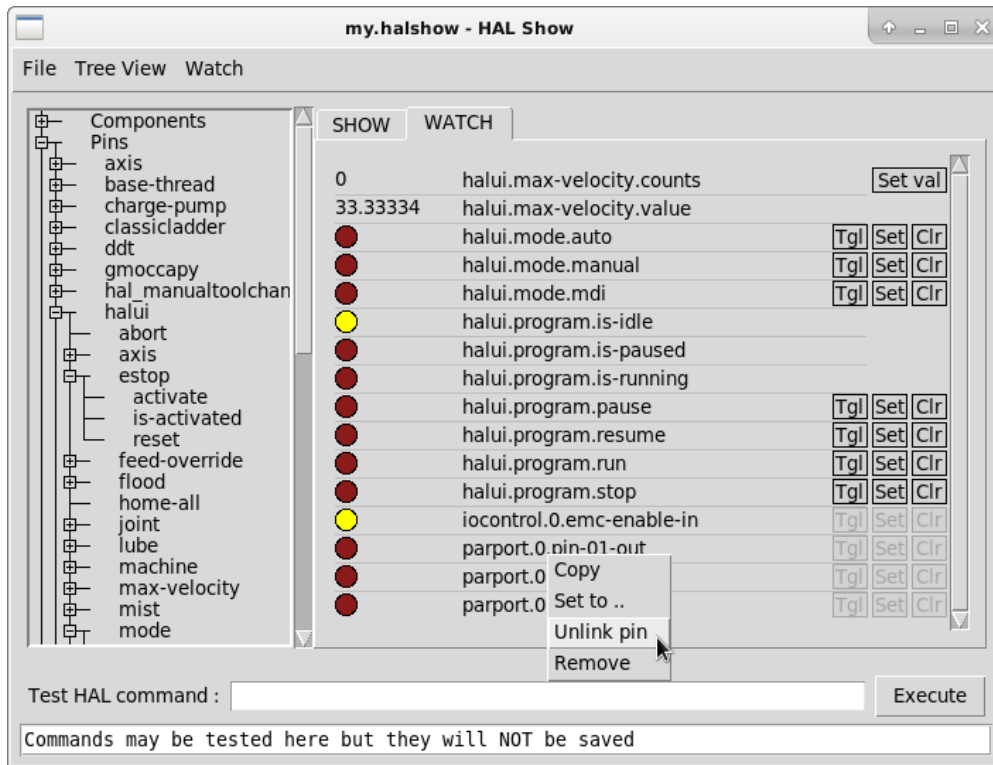 my.halshow - HAL Show
File Tree View Watch
Components
Pins
axis
base-thread
charge-pump
classicladder
ddt
gmoccapy
hal_manualtoolchan
halui
abort
axis
estop
activate
is-activated
reset
feed-override
flood
home-all
joint
lube
machine
max-velocity
mist
mode
SHOW WATCH
0 halui.max-velocity.counts Set val
33.33334 halui.max-velocity.value
halui.mode.auto Tgl Set Clr
halui.mode.manual Tgl Set Clr
halui.mode.mdi Tgl Set Clr
halui.program.is-idle
halui.program.is-paused
halui.program.is-running
halui.program.pause Tgl Set Clr
halui.program.resume Tgl Set Clr
halui.program.run Tgl Set Clr
halui.program.stop Tgl Set Clr
iocontrol.0.emc-enable-in Tgl Set Clr
parport.0.pin-01-out Tgl Set Clr
parport.0 Tgl Set Clr
parport.0 Tgl Set Clr
Copy
Set to ..
Unlink pin
Remove
Test HAL command : Execute
Commands may be tested here but they will NOT be saved